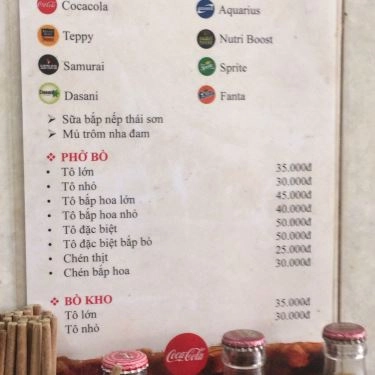 Cocacola
Aquarius
Teppy
Nutri Boost
Samurai
Sprite
Dasani
Fanta
➢ Sữa bắp nếp thái sơn
➢ Mủ trôm nha đam
❖ PHỞ BÒ
• Tô lớn 35.000đ
• Tô nhỏ 30.000đ
• Tô bắp hoa lớn 45.000đ
• Tô bắp hoa nhỏ 40.000đ
• Tô đặc biệt 50.000đ
• Tô đặc biệt bắp bò 50.000đ
• Chén thịt 25.000đ
• Chén bắp hoa 30.000đ
❖ BÒ KHO
Tô lớn 35.000đ
Tô nhỏ 30.000đ
Coca-Cola